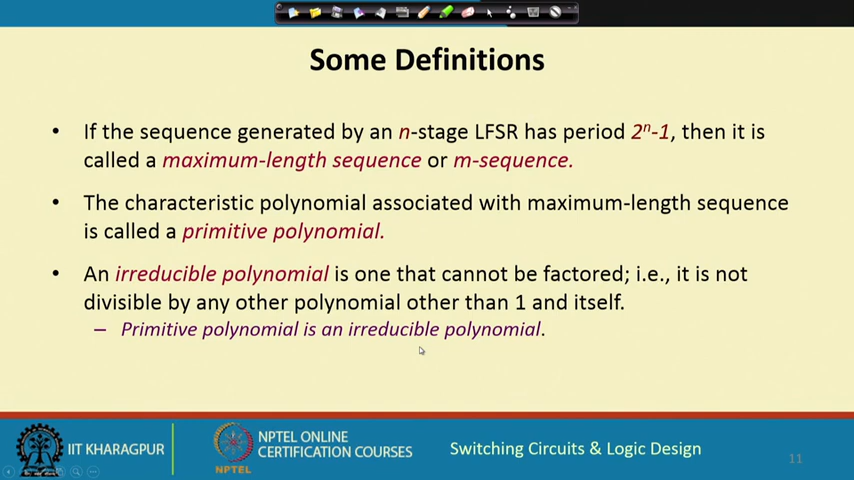 Some Definitions
• If the sequence generated by an n-stage LFSR has period 2ⁿ-1, then it is
called a maximum-length sequence or m-sequence.
• The characteristic polynomial associated with maximum-length sequence
is called a primitive polynomial.
• An irreducible polynomial is one that cannot be factored; i.e., it is not
divisible by any other polynomial other than 1 and itself.
– Primitive polynomial is an irreducible polynomial.
IIT KHARAGPUR
NPTEL
NPTEL ONLINE
CERTIFICATION COURSES
Switching Circuits & Logic Design
11